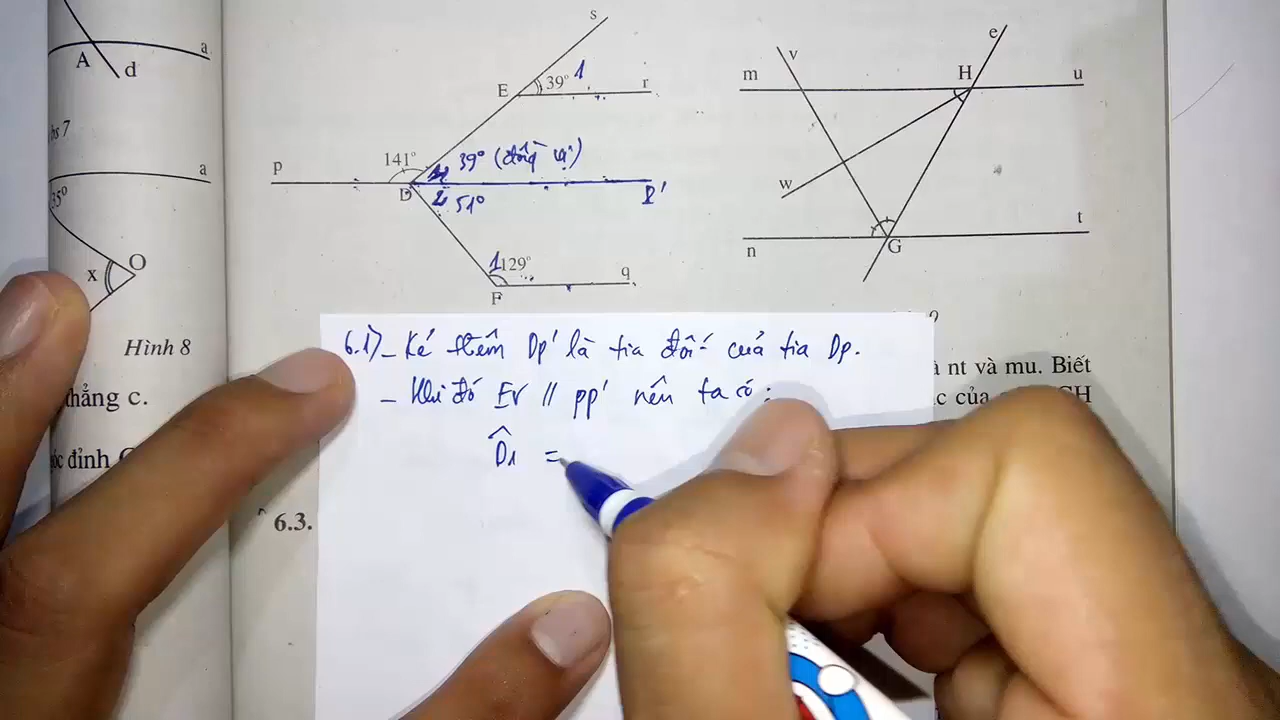 A
d
a
7
a
35°
x
O
Hình 8
thẳng c.
s
E
39°
1
r
p
141°
39° (đồng vị)
D
2
51°
1
129°
F
q
v
m
H
e
u
w
n
G
t
à nt và mu. Biết
6.3.
6.1) - Kẻ thêm Dp' là tia đối của tia Dp.
- Khi đó Er // pp' nên ta có:
D̂1 =